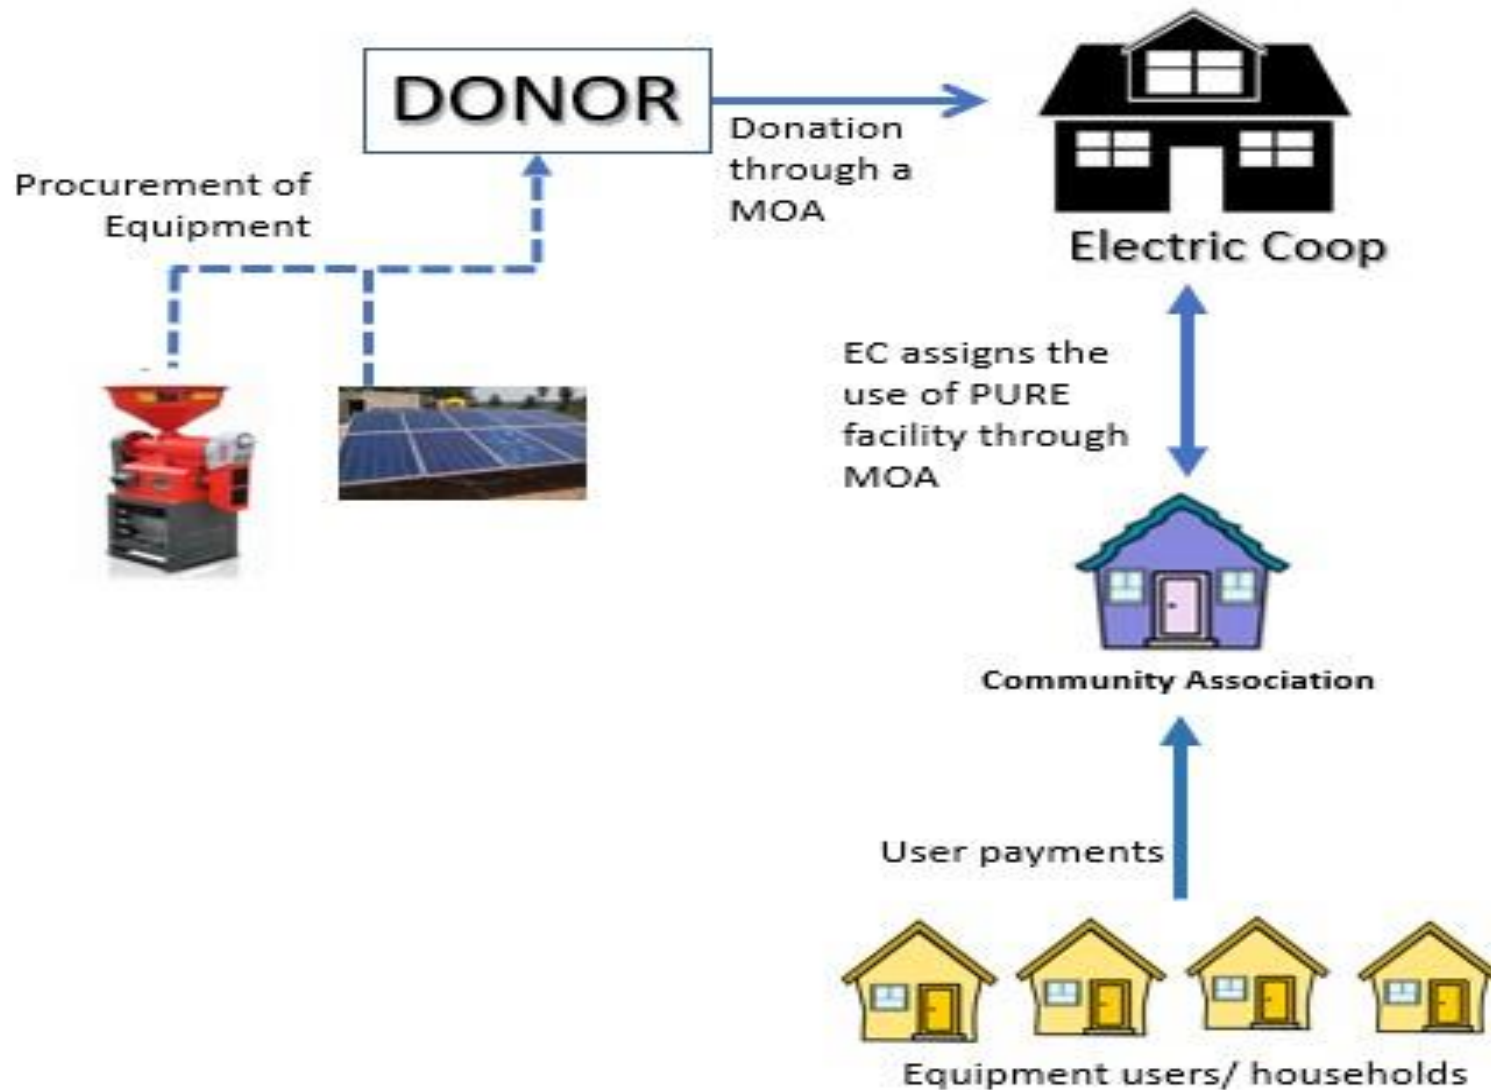 DONOR
Donation
through a
MOA
Procurement of
Equipment
Electric Coop
EC assigns the
use of PURE
facility through
MOA
Community Association
User payments
Equipment users/ households